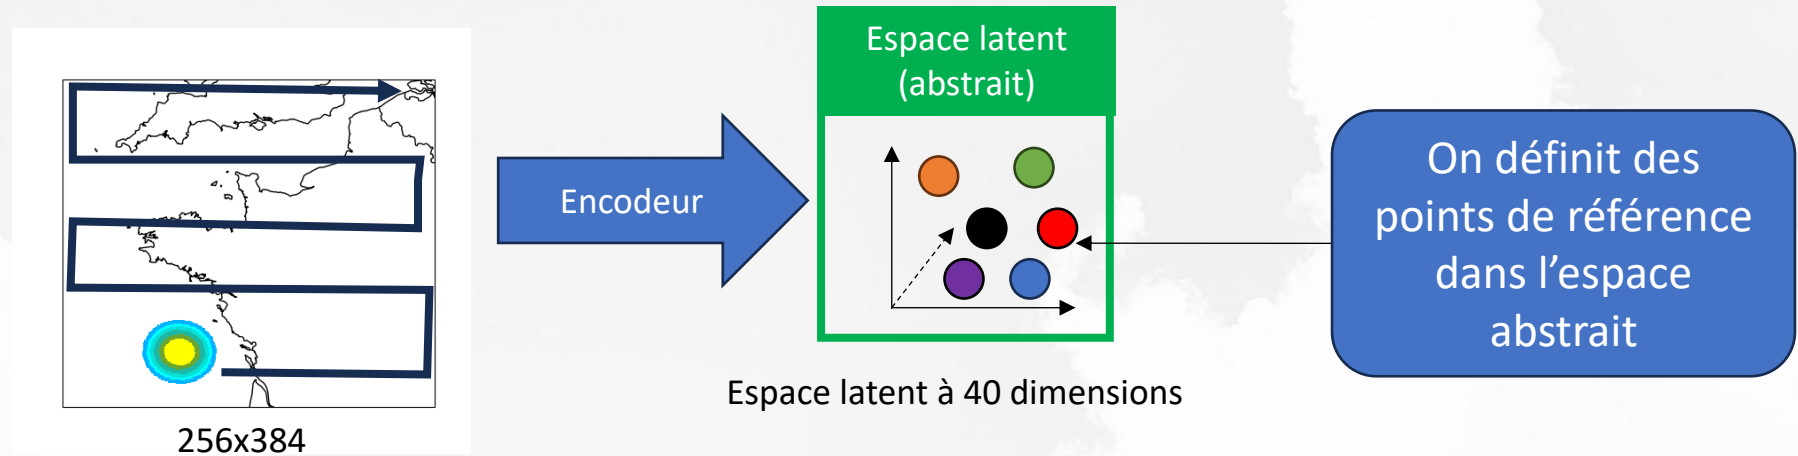 256x384
Encodeur
Espace latent
(abstrait)
Espace latent à 40 dimensions
On définit des
points de référence
dans l’espace
abstrait